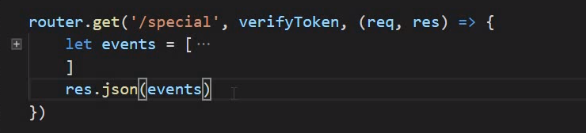 router.get('/special', verifyToken, (req, res) => {
let events = [ ···
]
res.json(events)
})